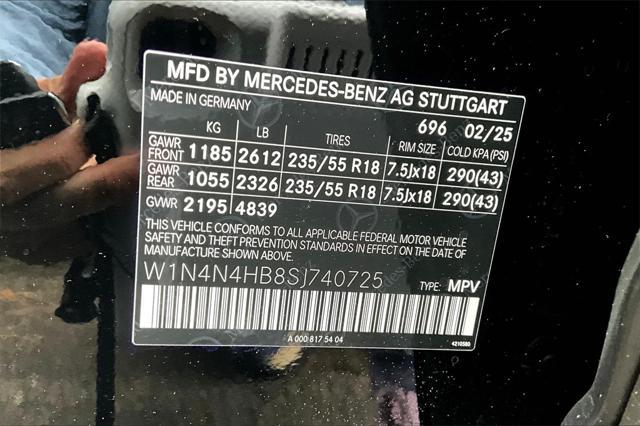 MFD BY MERCEDES-BENZ AG STUTTGART
MADE IN GERMANY
696 02/25
KG LB TIRES RIM SIZE COLD KPA(PSI)
GAWR FRONT 1185 2612 235/55 R18 7.5Jx18 290(43)
GAWR REAR 1055 2326 235/55 R18 7.5Jx18 290(43)
GVWR 2195 4839
THIS VEHICLE CONFORMS TO ALL APPLICABLE FEDERAL MOTOR VEHICLE
SAFETY AND THEFT PREVENTION STANDARDS IN EFFECT ON THE DATE OF
MANUFACTURE SHOWN ABOVE.
W1N4N4HB8SJ740725 TYPE: MPV
A 000 817 54 04
4210580